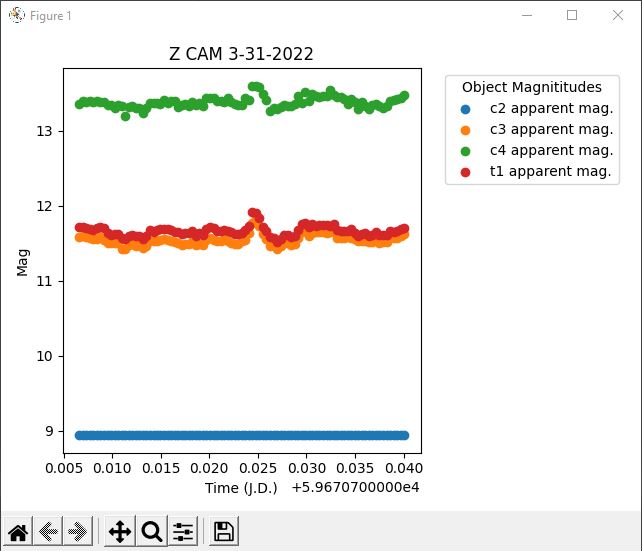 Figure 1
Z CAM 3-31-2022
Object Magnititudes
c2 apparent mag.
c3 apparent mag.
c4 apparent mag.
t1 apparent mag.
13
12
11
10
9
Mag
0.005 0.010 0.015 0.020 0.025 0.030 0.035 0.040
Time (J.D.) +5.9670700000e4